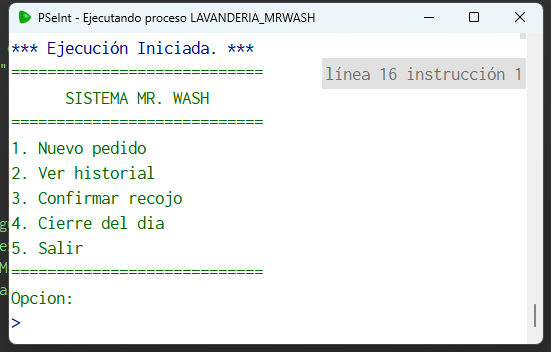 PSeInt - Ejecutando proceso LAVANDERIA_MRWASH
*** Ejecución Iniciada. ***
===========================
línea 16 instrucción 1
SISTEMA MR. WASH
===========================
1. Nuevo pedido
2. Ver historial
3. Confirmar recojo
4. Cierre del dia
5. Salir
===========================
Opcion:
>